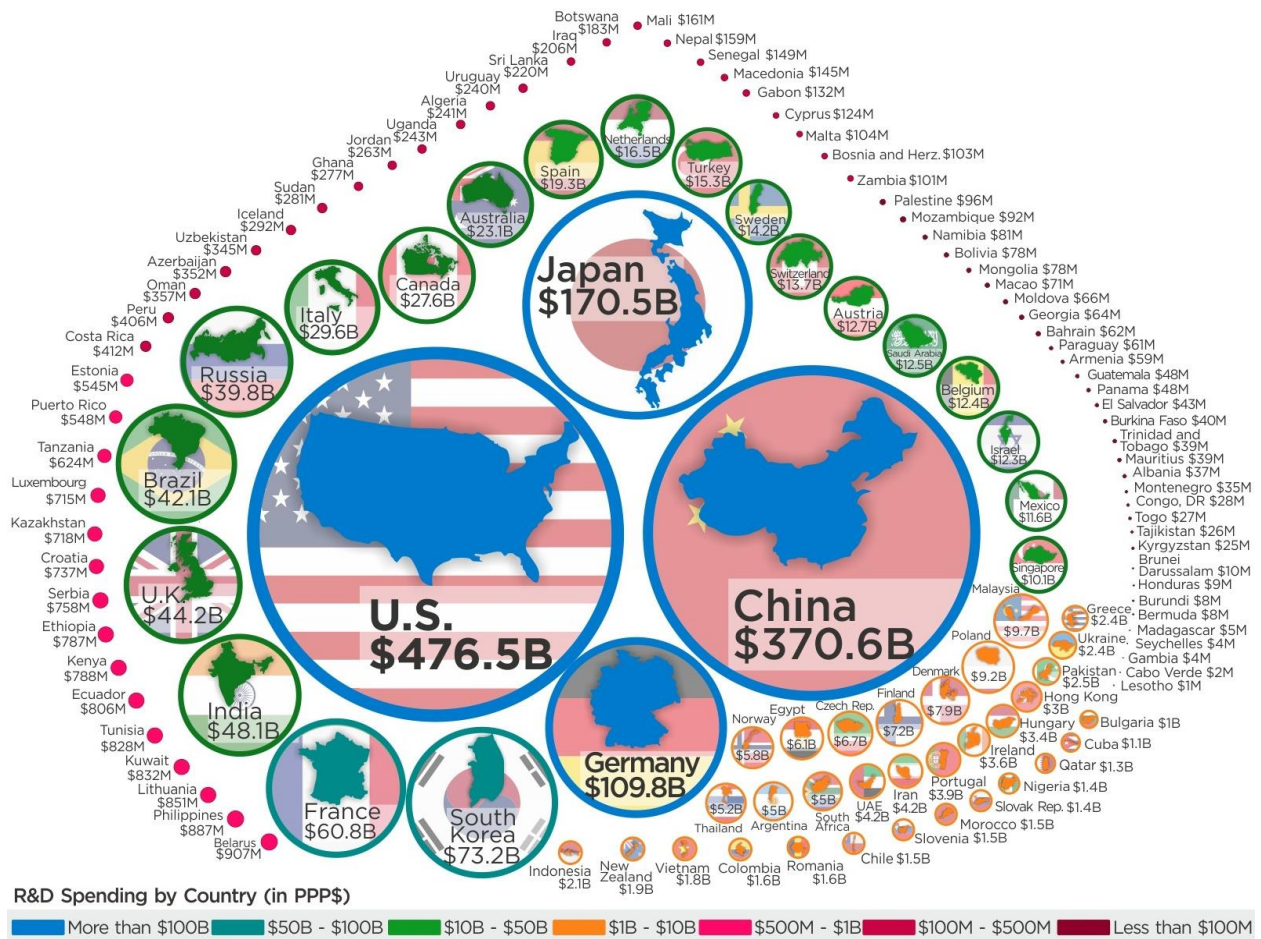 Botswana
$183M
Mali $161M
Iraq
$206M
Nepal $159M
Sri Lanka
$220M
Senegal $149M
Uruguay
$240M
Macedonia $145M
Algeria
$241M
Gabon $132M
Uganda
$243M
Cyprus $124M
Jordan
$263M
Malta $104M
Ghana
$277M
Bosnia and Herz. $103M
Sudan
$281M
Zambia $101M
Iceland
$292M
Palestine $96M
Uzbekistan
$345M
Mozambique $92M
Azerbaijan
$352M
Namibia $81M
Oman
$357M
Bolivia $78M
Peru
$406M
Mongolia $78M
Costa Rica
$412M
Macao $71M
Estonia
$545M
Moldova $66M
Puerto Rico
$548M
Georgia $64M
Tanzania
$624M
Bahrain $62M
Luxembourg
$715M
Paraguay $61M
Kazakhstan
$718M
Armenia $59M
Croatia
$737M
Guatemala $48M
Serbia
$758M
Panama $48M
Ethiopia
$787M
El Salvador $43M
Kenya
$788M
Burkina Faso $40M
Ecuador
$806M
Trinidad and
Tobago $39M
Tunisia
$828M
Mauritius $39M
Kuwait
$832M
Albania $37M
Lithuania
$851M
Montenegro $35M
Philippines
$887M
Congo, DR $28M
Belarus
$907M
Togo $27M
Tajikistan $26M
Kyrgyzstan $25M
Brunei
Darussalam $10M
Honduras $9M
Burundi $8M
Bermuda $8M
Madagascar $5M
Seychelles $4M
Gambia $4M
Cabo Verde $2M
Lesotho $1M
Netherlands
$16.5B
Spain
$19.3B
Turkey
$15.3B
Australia
$23.1B
Sweden
$14.2B
Canada
$27.6B
Switzerland
$13.7B
Italy
$29.6B
Austria
$12.7B
Russia
$39.8B
Saudi Arabia
$12.5B
Brazil
$42.1B
Belgium
$12.4B
U.K.
$44.2B
Israel
$12.3B
India
$48.1B
Mexico
$11.6B
Singapore
$10.1B
Japan
$170.5B
U.S.
$476.5B
China
$370.6B
Germany
$109.8B
France
$60.8B
South
Korea
$73.2B
Malaysia
$9.7B
Poland
$9.2B
Denmark
$7.9B
Finland
$7.2B
Czech Rep.
$6.7B
Egypt
$6.1B
Norway
$5.8B
Greece
$2.4B
Ukraine
$2.4B
Pakistan
$2.5B
Hong Kong
$3B
Hungary
$3.4B
Ireland
$3.6B
Portugal
$3.9B
Iran
$4.2B
UAE
$4.2B
$5B
South
Africa
$5B
Argentina
$5.2B
Thailand
Bulgaria $1B
Cuba $1.1B
Qatar $1.3B
Nigeria $1.4B
Slovak Rep. $1.4B
Morocco $1.5B
Slovenia $1.5B
Chile $1.5B
Romania
$1.6B
Colombia
$1.6B
Vietnam
$1.8B
New
Zealand
$1.9B
Indonesia
$2.1B
R&D Spending by Country (in PPP$)
More than $100B
$50B - $100B
$10B - $50B
$1B - $10B
$500M - $1B
$100M - $500M
Less than $100M